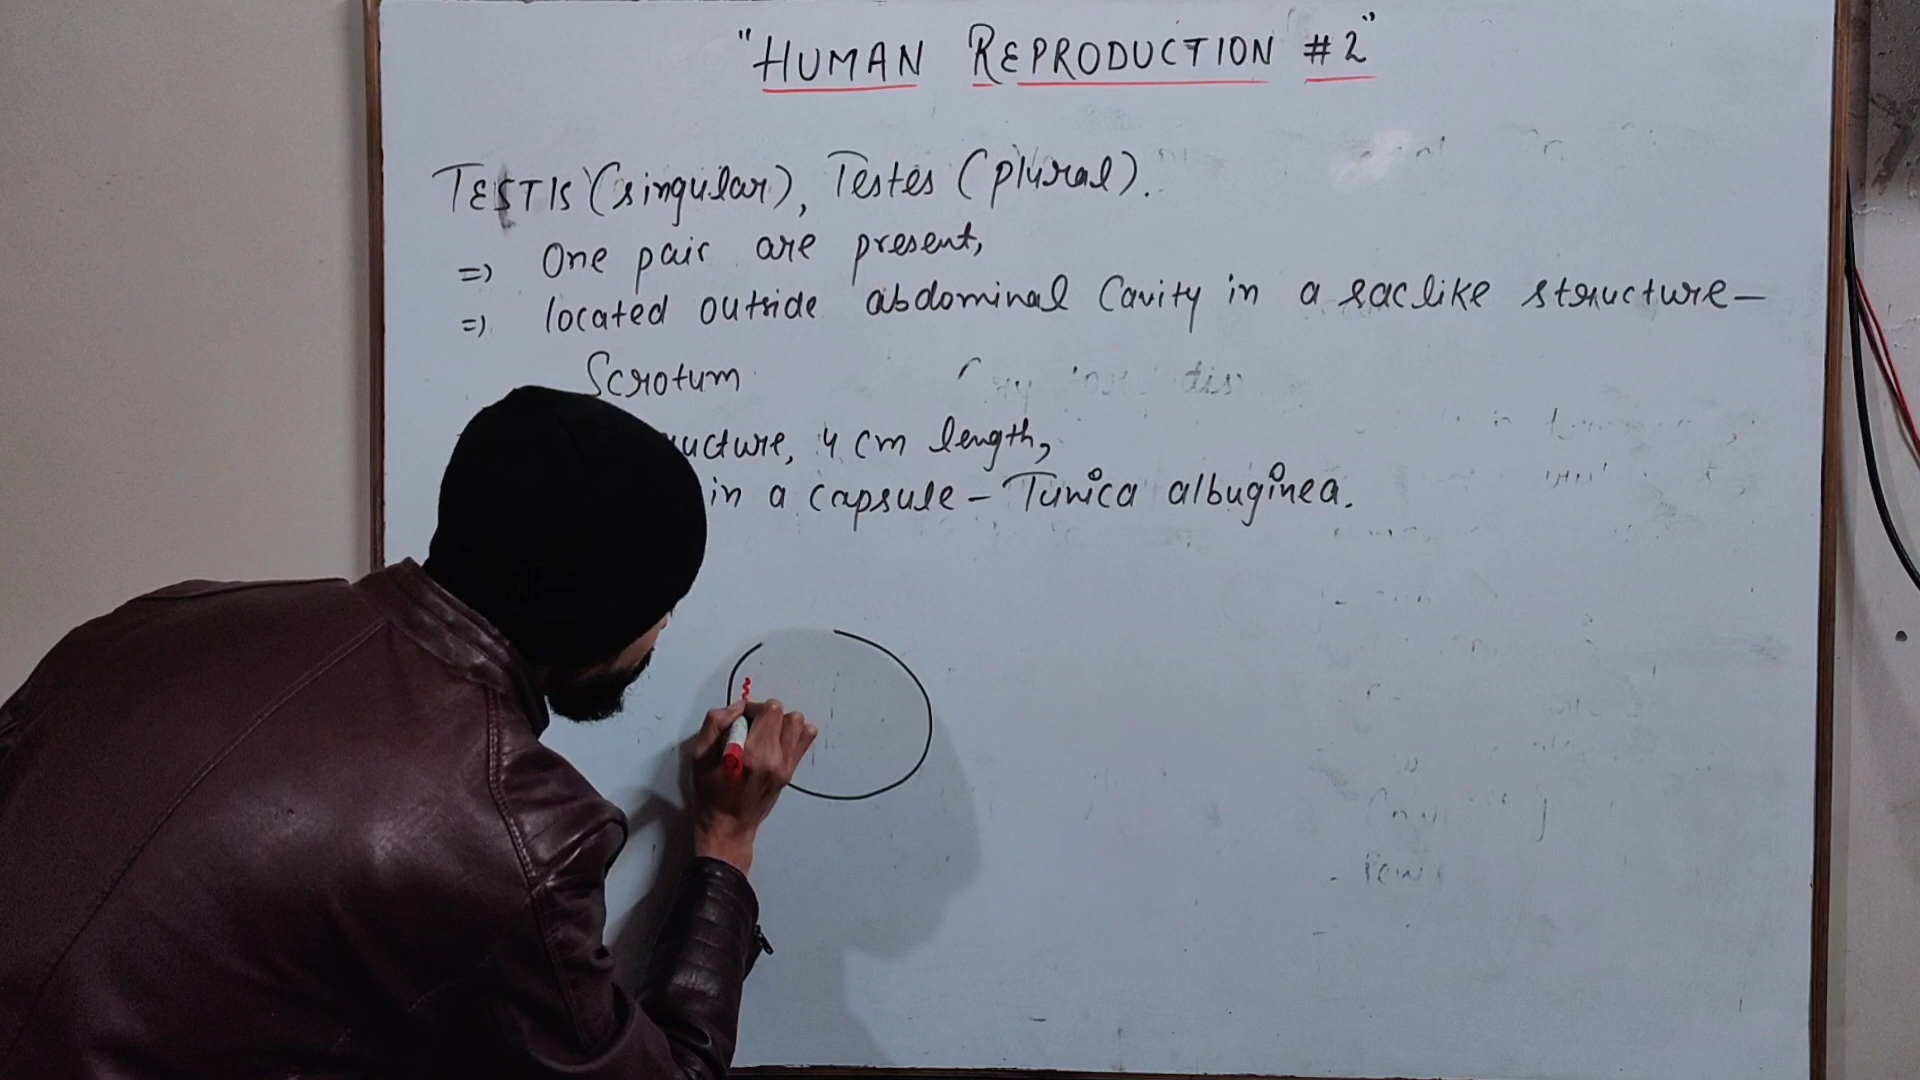 "HUMAN REPRODUCTION #2"
TESTIS (singular), Testes (plural).
=) One pair are present,
=) located outside abdominal Cavity in a saclike structure-
Scrotum
ucture, 4 cm length,
in a capsule - Tunica albuginea.